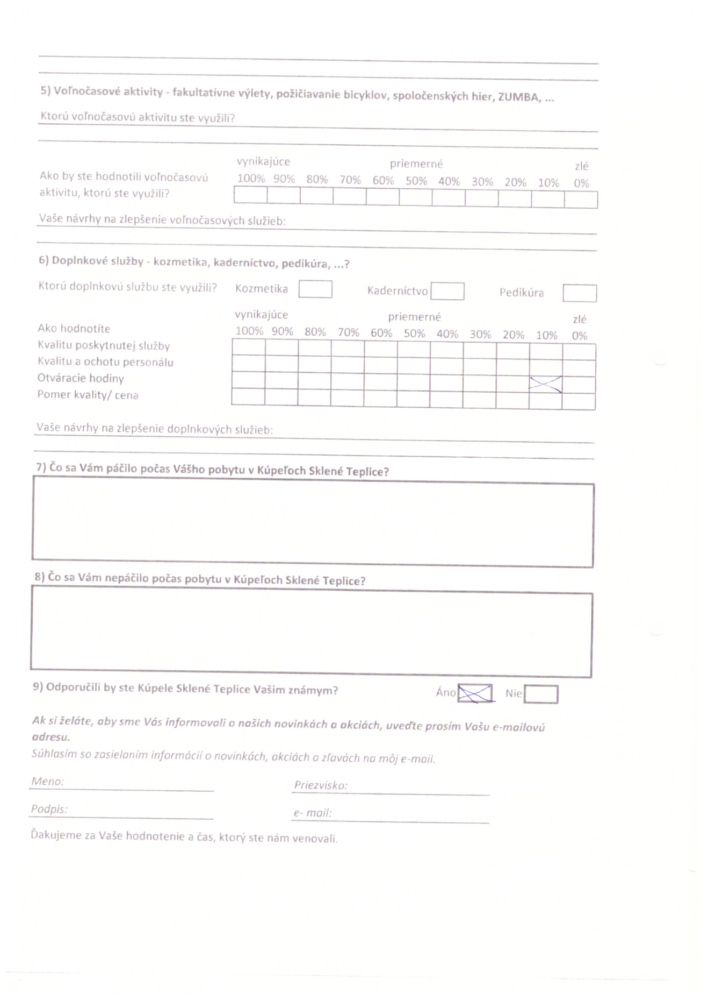 5) Voľnočasové aktivity - fakultatívne výlety, požičiavanie bicyklov, spoločenských hier, ZUMBA, ...
Ktorú voľnočasovú aktivitu ste využili?
vynikajúce priemerné zlé
Ako by ste hodnotili voľnočasovú 100% 90% 80% 70% 60% 50% 40% 30% 20% 10% 0%
aktivitu, ktorú ste využili?
Vaše návrhy na zlepšenie voľnočasových služieb:
6) Doplnkové služby - kozmetika, kaderníctvo, pedikúra, ...?
Ktorú doplnkovú službu ste využili? Kozmetika Kaderníctvo Pedikúra
vynikajúce priemerné zlé
Ako hodnotíte 100% 90% 80% 70% 60% 50% 40% 30% 20% 10% 0%
Kvalitu poskytnutej služby
Kvalitu a ochotu personálu
Otváracie hodiny
Pomer kvality/ cena
Vaše návrhy na zlepšenie doplnkových služieb:
7) Čo sa Vám páčilo počas Vášho pobytu v Kúpeľoch Sklené Teplice?
8) Čo sa Vám nepáčilo počas pobytu v Kúpeľoch Sklené Teplice?
9) Odporučili by ste Kúpele Sklené Teplice Vašim známym? Áno Nie
Ak si želáte, aby sme Vás informovali o našich novinkách a akciách, uveďte prosím Vašu e-mailovú
adresu.
Súhlasím so zasielaním informácií o novinkách, akciách a zľavách na môj e-mail.
Meno: Priezvisko:
Podpis: e- mail:
Ďakujeme za Vaše hodnotenie a čas, ktorý ste nám venovali.